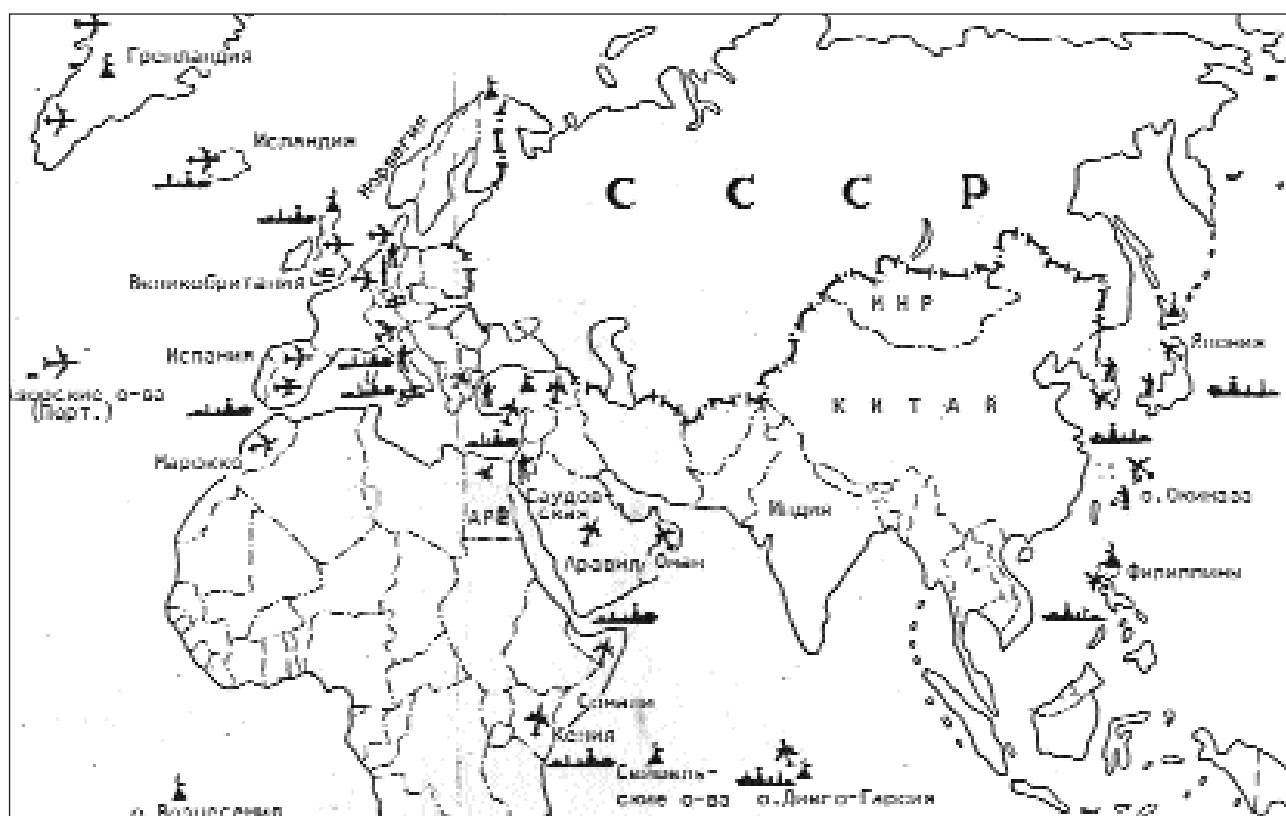 Гренландия
Исландия
Норвегия
С С С Р
Великобритания
М Н Р
Япония
Испания
о-ва
(Порт.)
К И Т А Й
Марокко
Саудов-
ская
АРЕ
Индия
о.Окинава
Аравия
Оман
Филиппины
Сомали
Кения
Сейшель-
ские о-ва
о.Диего-Гарсия
о.Вознесения